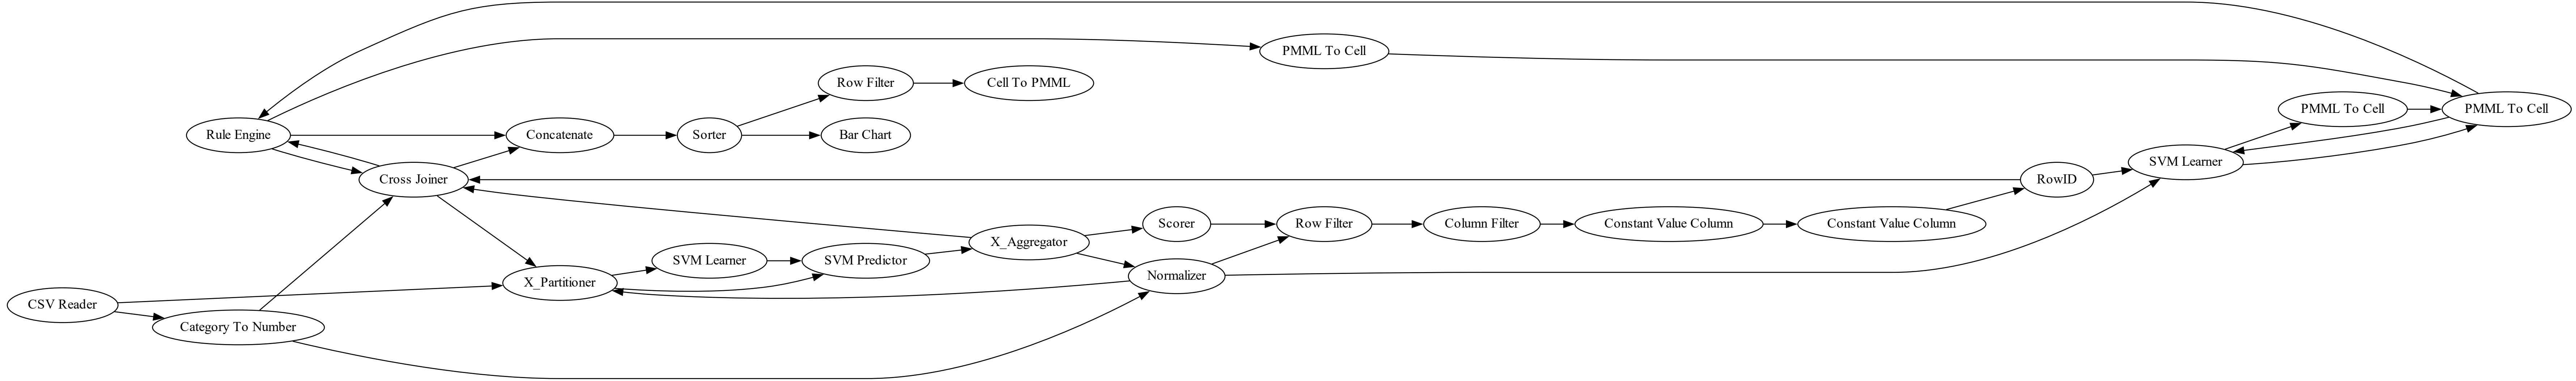 PMML To Cell
Row Filter
Cell To PMML
PMML To Cell
PMML To Cell
Rule Engine
Concatenate
Sorter
Bar Chart
SVM Learner
Cross Joiner
RowID
Scorer
Row Filter
Column Filter
Constant Value Column
Constant Value Column
X_Aggregator
SVM Learner
SVM Predictor
Normalizer
X_Partitioner
CSV Reader
Category To Number